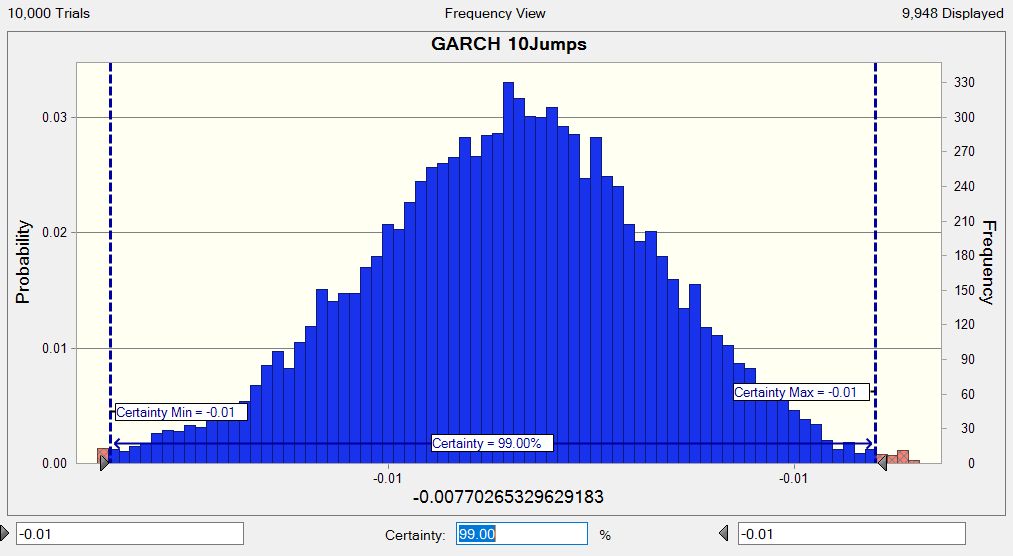 10,000 Trials Frequency View 9,948 Displayed
GARCH 10Jumps
330
0.03 300
270
240
0.02 210
180
150
120
0.01 90
60
30
0.00 0
Probability
Frequency
Certainty Max = -0.01
Certainty Min = -0.01
Certainty = 99.00%
-0.01 -0.01
-0.00770265329629183
-0.01 Certainty: 99.00 % -0.01